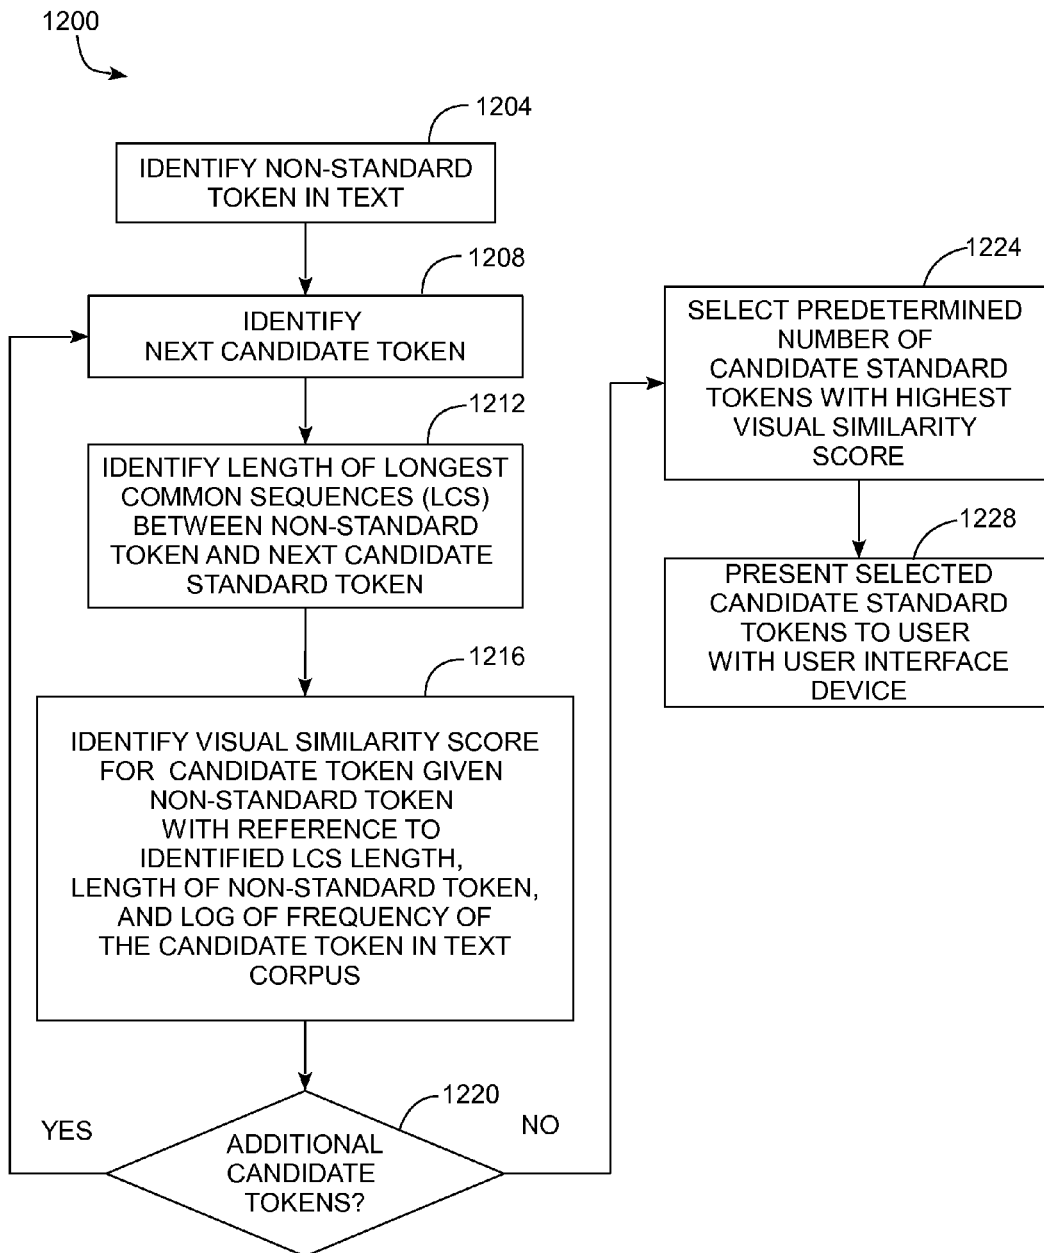 1200
1204
IDENTIFY NON-STANDARD
TOKEN IN TEXT
1208
IDENTIFY
NEXT CANDIDATE TOKEN
1212
IDENTIFY LENGTH OF LONGEST
COMMON SEQUENCES (LCS)
BETWEEN NON-STANDARD
TOKEN AND NEXT CANDIDATE
STANDARD TOKEN
1216
IDENTIFY VISUAL SIMILARITY SCORE
FOR CANDIDATE TOKEN GIVEN
NON-STANDARD TOKEN
WITH REFERENCE TO
IDENTIFIED LCS LENGTH,
LENGTH OF NON-STANDARD TOKEN,
AND LOG OF FREQUENCY OF
THE CANDIDATE TOKEN IN TEXT
CORPUS
1220
YES
NO
ADDITIONAL
CANDIDATE
TOKENS?
1224
SELECT PREDETERMINED
NUMBER OF
CANDIDATE STANDARD
TOKENS WITH HIGHEST
VISUAL SIMILARITY
SCORE
1228
PRESENT SELECTED
CANDIDATE STANDARD
TOKENS TO USER
WITH USER INTERFACE
DEVICE